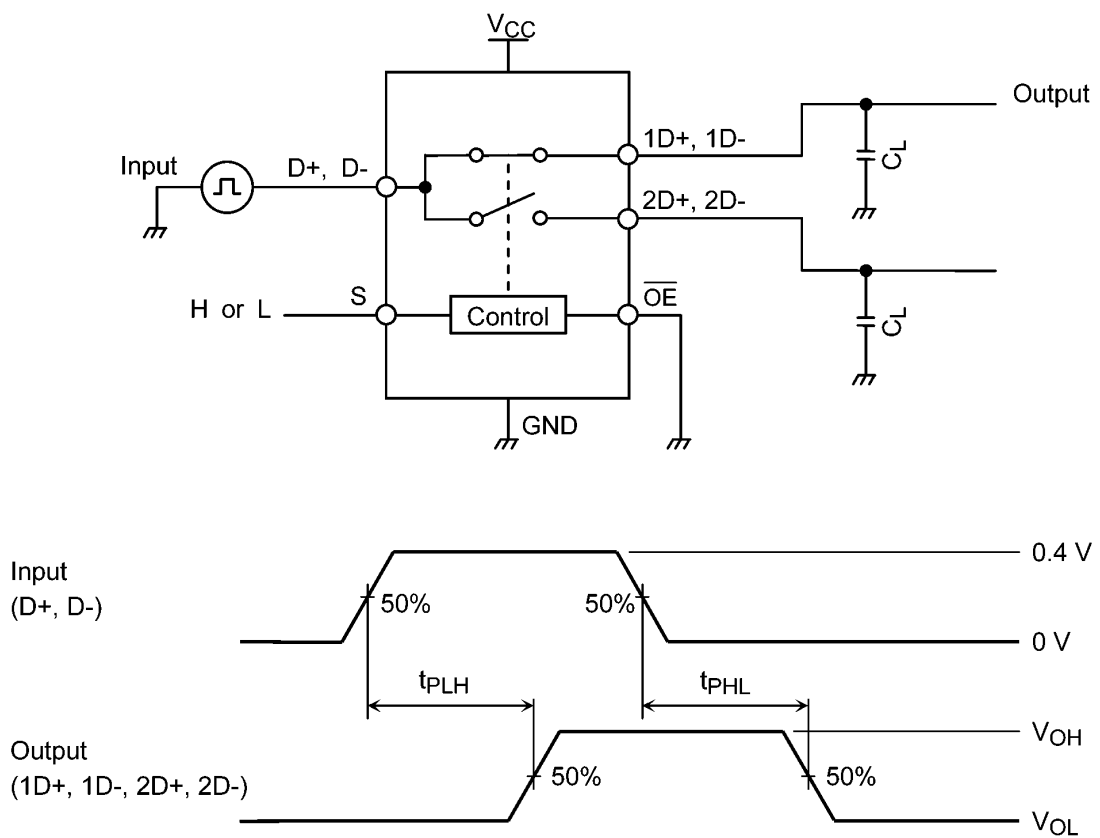 VCC
Output
1D+, 1D-
CL
Input
D+, D-
2D+, 2D-
S
OE
H or L
Control
CL
GND
0.4 V
Input
(D+, D-)
50%
50%
0 V
tPLH
tPHL
VOH
Output
(1D+, 1D-, 2D+, 2D-)
50%
50%
VOL